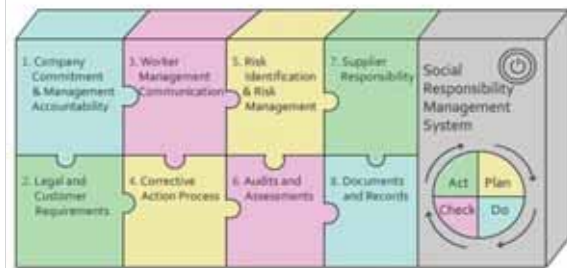 1. Company
Commitment
& Management
Accountability
3. Worker
Management
Communication
5. Risk
Identification
& Risk
Management
7. Supplier
Responsibility
Social
Responsibility
Management
System
2. Legal and
Customer
Requirements
4. Corrective
Action Process
6. Audits and
Assessments
8. Documents
and Records
Act
Plan
Check
Do